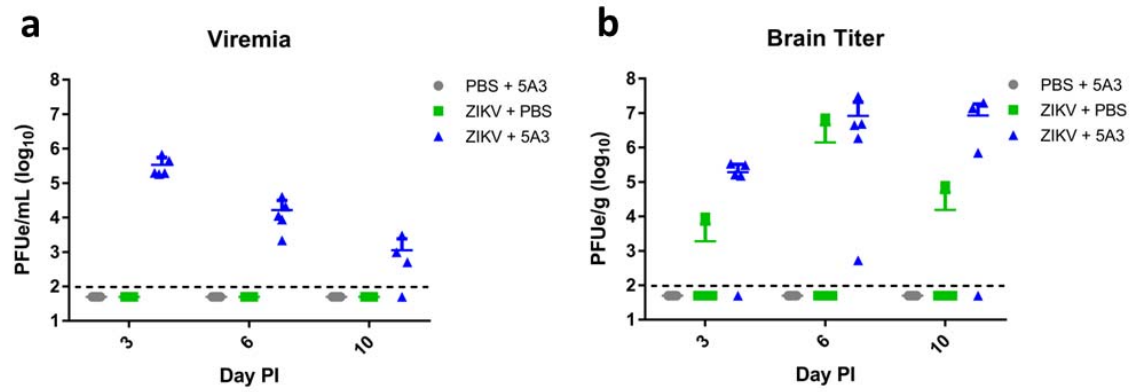 a
Viremia
PFUe/mL (log10)
8
7
6
5
4
3
2
1
3
6
10
Day PI
PBS + 5A3
ZIKV + PBS
ZIKV + 5A3
b
Brain Titer
PFUe/g (log10)
8
7
6
5
4
3
2
1
3
6
10
Day PI
PBS + 5A3
ZIKV + PBS
ZIKV + 5A3